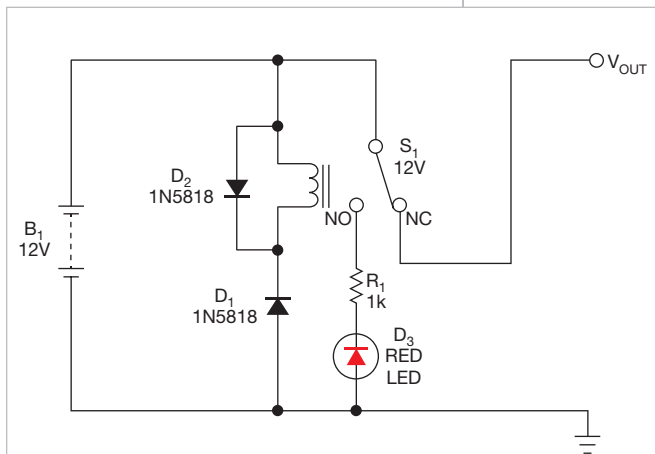 V_OUT
S₁
12V
D₂
1N5818
NO
NC
B₁
12V
D₁
1N5818
R₁
1k
D₃
RED
LED